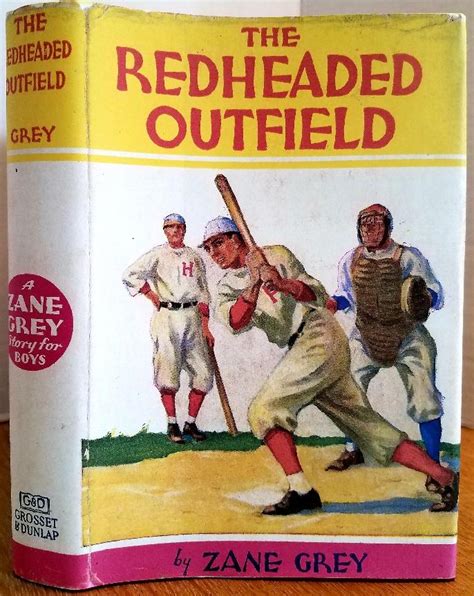 THE
REDHEADED
OUTFIELD
GREY
A
ZANE
GREY
Story for
BOYS
G&D
GROSSET
& DUNLAP
THE
REDHEADED
OUTFIELD
H
by ZANE GREY